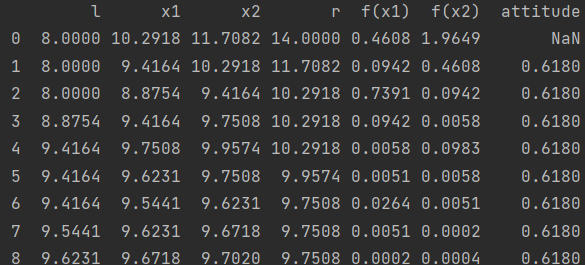 l x1 x2 r f(x1) f(x2) attitude
0 8.0000 10.2918 11.7082 14.0000 0.4608 1.9649 NaN
1 8.0000 9.4164 10.2918 11.7082 0.0942 0.4608 0.6180
2 8.0000 8.8754 9.4164 10.2918 0.7391 0.0942 0.6180
3 8.8754 9.4164 9.7508 10.2918 0.0942 0.0058 0.6180
4 9.4164 9.7508 9.9574 10.2918 0.0058 0.0983 0.6180
5 9.4164 9.6231 9.7508 9.9574 0.0051 0.0058 0.6180
6 9.4164 9.5441 9.6231 9.7508 0.0264 0.0051 0.6180
7 9.5441 9.6231 9.6718 9.7508 0.0051 0.0002 0.6180
8 9.6231 9.6718 9.7020 9.7508 0.0002 0.0004 0.6180